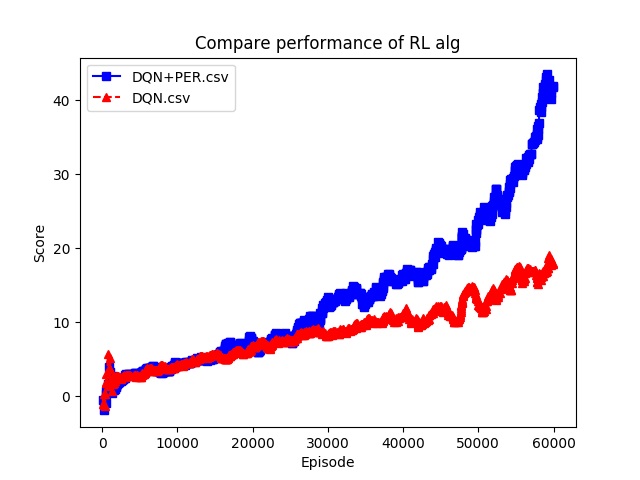 Compare performance of RL alg
DQN+PER.csv
DQN.csv
40
30
20
10
0
Score
0 10000 20000 30000 40000 50000 60000
Episode